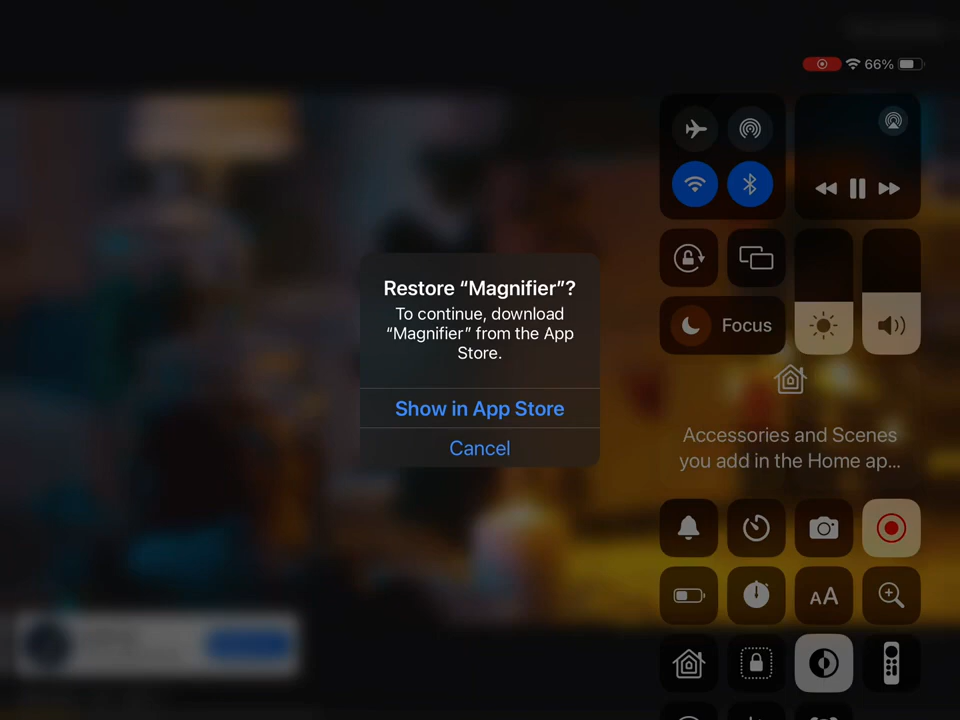 66%
Restore “Magnifier”?
To continue, download
“Magnifier” from the App
Store.
Show in App Store
Cancel
Focus
Accessories and Scenes
you add in the Home ap...
AA